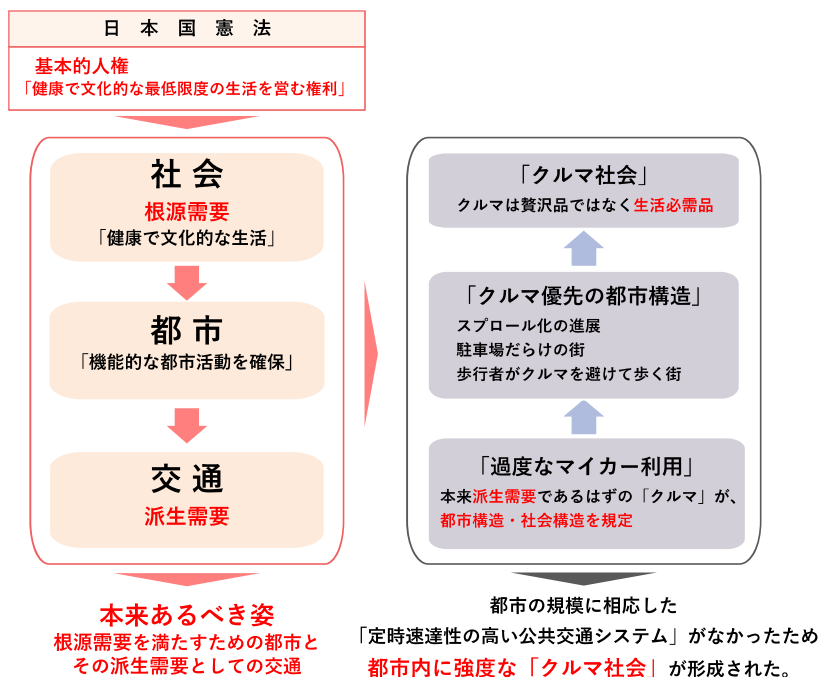 日本国憲法
基本的人権
「健康で文化的な最低限度の生活を営む権利」
社会
根源需要
「健康で文化的な生活」
都市
「機能的な都市活動を確保」
交通
派生需要
本来あるべき姿
根源需要を満たすための都市と
その派生需要としての交通
「クルマ社会」
クルマは贅沢品ではなく生活必需品
「クルマ優先の都市構造」
スプロール化の進展
駐車場だらけの街
歩行者がクルマを避けて歩く街
「過度なマイカー利用」
本来派生需要であるはずの「クルマ」が、
都市構造・社会構造を規定
都市の規模に相応した
「定時速達性の高い公共交通システム」がなかったため
都市内に強度な「クルマ社会」が形成された。